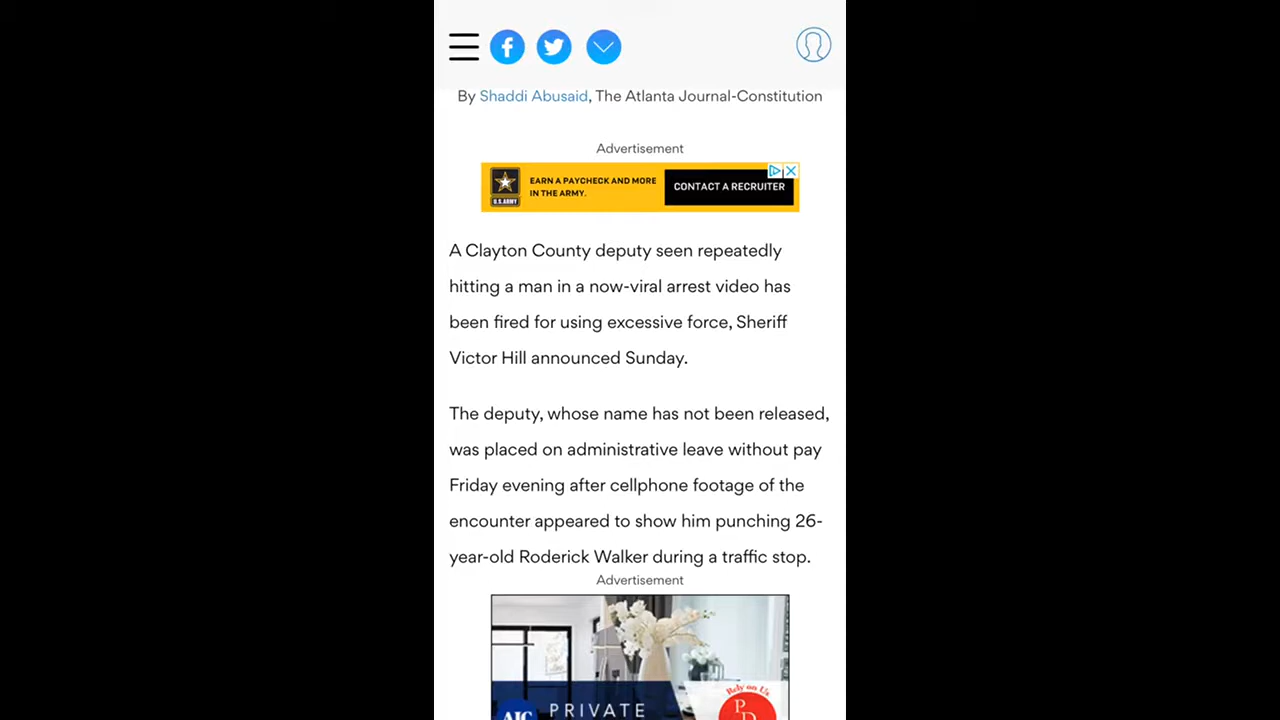 By Shaddi Abusaid, The Atlanta Journal-Constitution
Advertisement
EARN A PAYCHECK AND MORE
IN THE ARMY.
CONTACT A RECRUITER
U.S.ARMY
A Clayton County deputy seen repeatedly
hitting a man in a now-viral arrest video has
been fired for using excessive force, Sheriff
Victor Hill announced Sunday.
The deputy, whose name has not been released,
was placed on administrative leave without pay
Friday evening after cellphone footage of the
encounter appeared to show him punching 26-
year-old Roderick Walker during a traffic stop.
Advertisement
Rely on Us
AJC
PRIVATE
PD